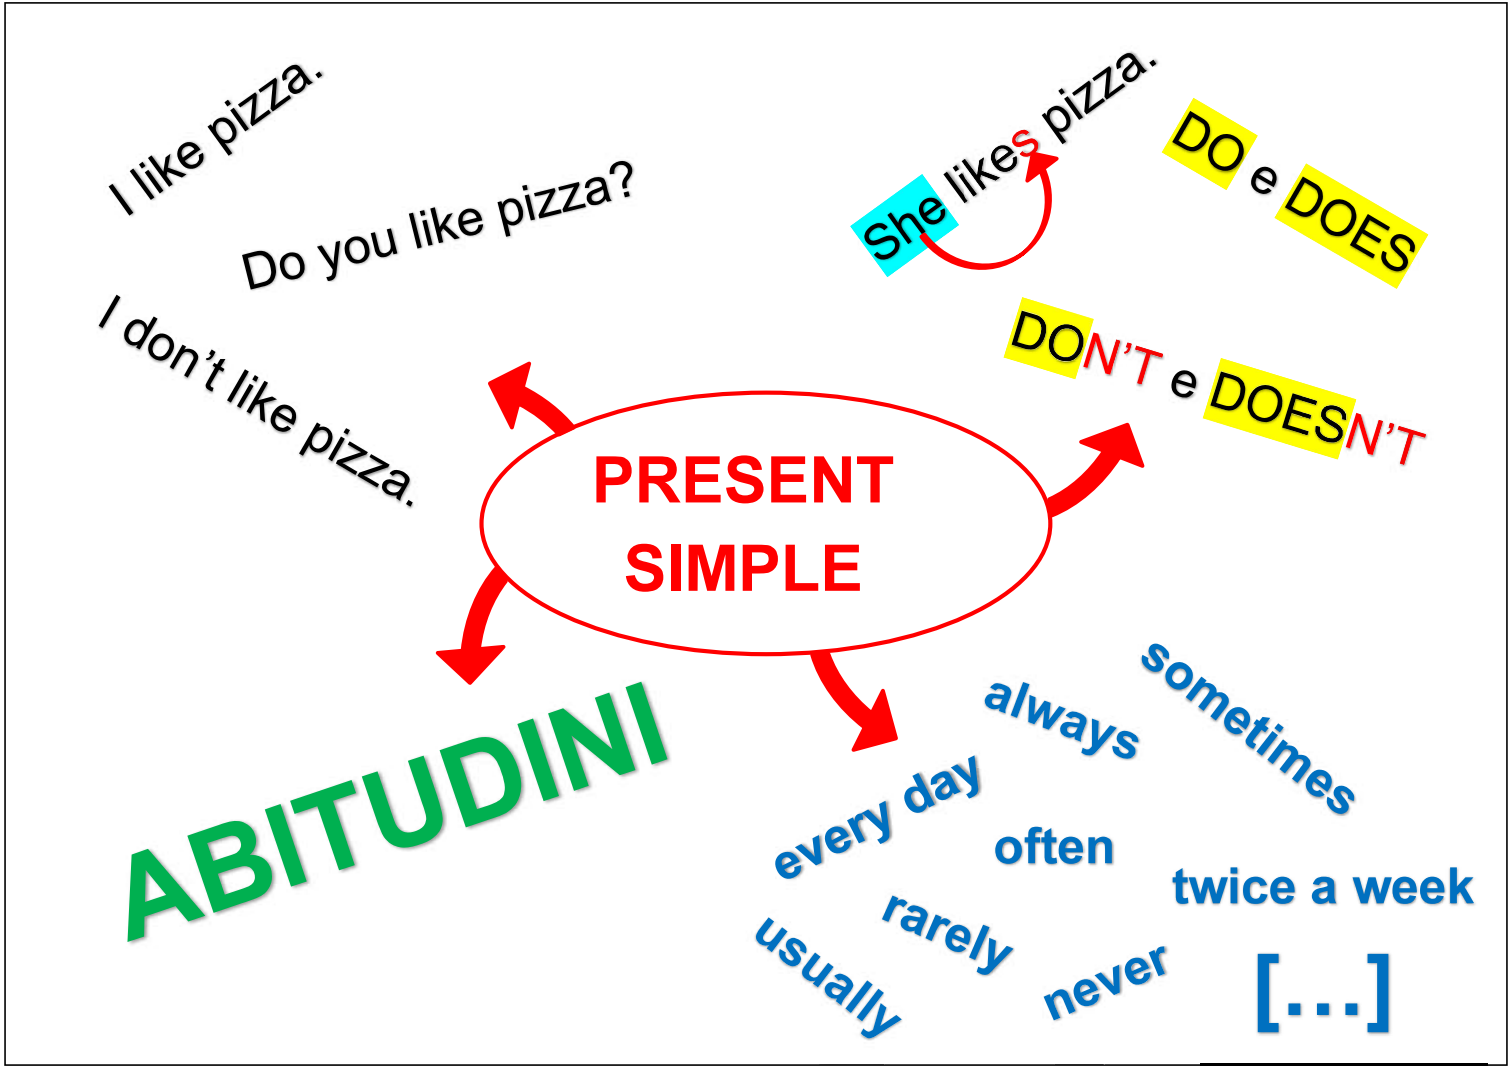 I like pizza.
Do you like pizza?
I don’t like pizza.
She likes pizza.
DO e DOES
DON’T e DOESN’T
PRESENT
SIMPLE
ABITUDINI
always
sometimes
every day
often
twice a week
rarely
usually
never
[…]